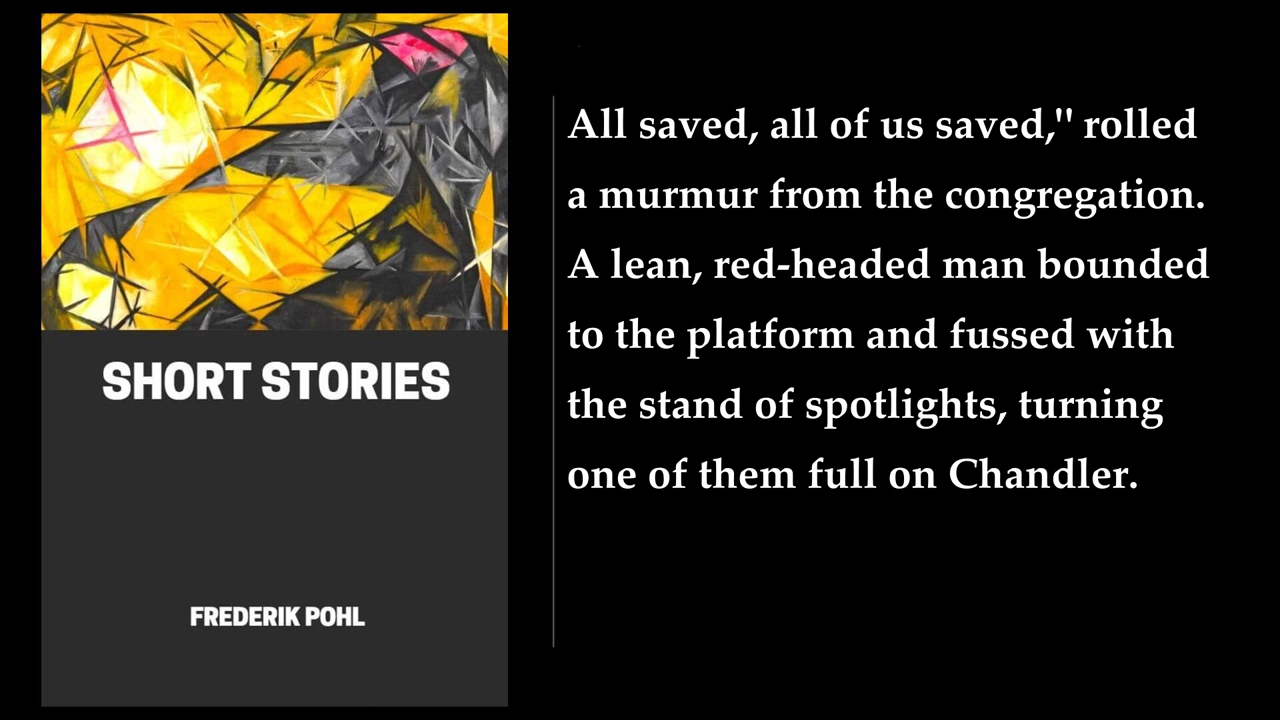 SHORT STORIES
FREDERIK POHL
All saved, all of us saved," rolled
a murmur from the congregation.
A lean, red-headed man bounded
to the platform and fussed with
the stand of spotlights, turning
one of them full on Chandler.